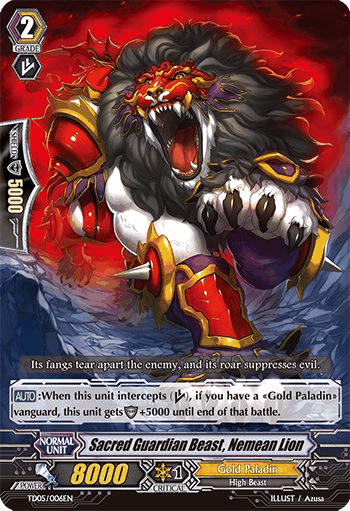 2
GRADE
SHIELD
5000
Its fangs tear apart the enemy, and its roar suppresses evil.
AUTO:When this unit intercepts ( ), if you have a «Gold Paladin»
vanguard, this unit gets +5000 until end of that battle.
NORMAL
UNIT
Sacred Guardian Beast, Nemean Lion
POWER
8000
1
CRITICAL
Gold Paladin
High Beast
TD05/006EN
ILLUST / Azusa